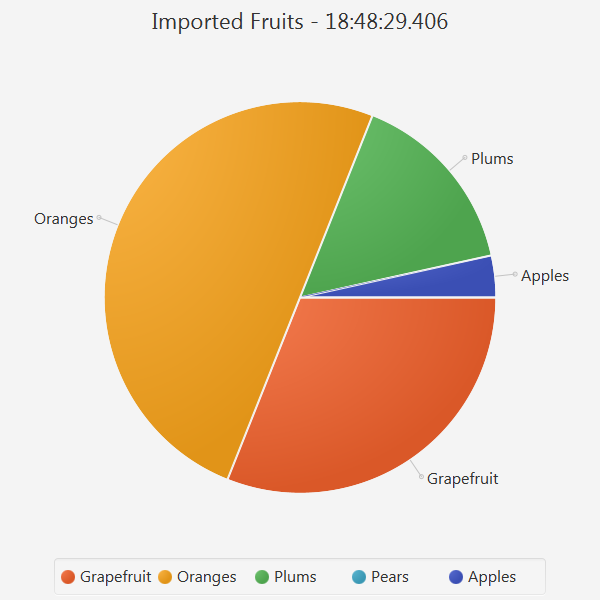 Imported Fruits - 18:48:29.406
Plums
Oranges
Apples
Grapefruit
Grapefruit Oranges Plums Pears Apples